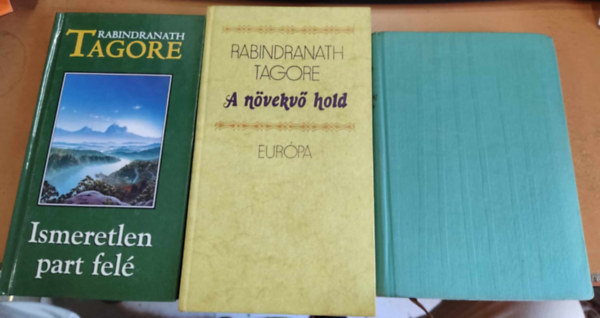 RABINDRANATH
TAGORE
Ismeretlen
part felé
RABINDRANATH
TAGORE
A növekvő hold
EURÓPA